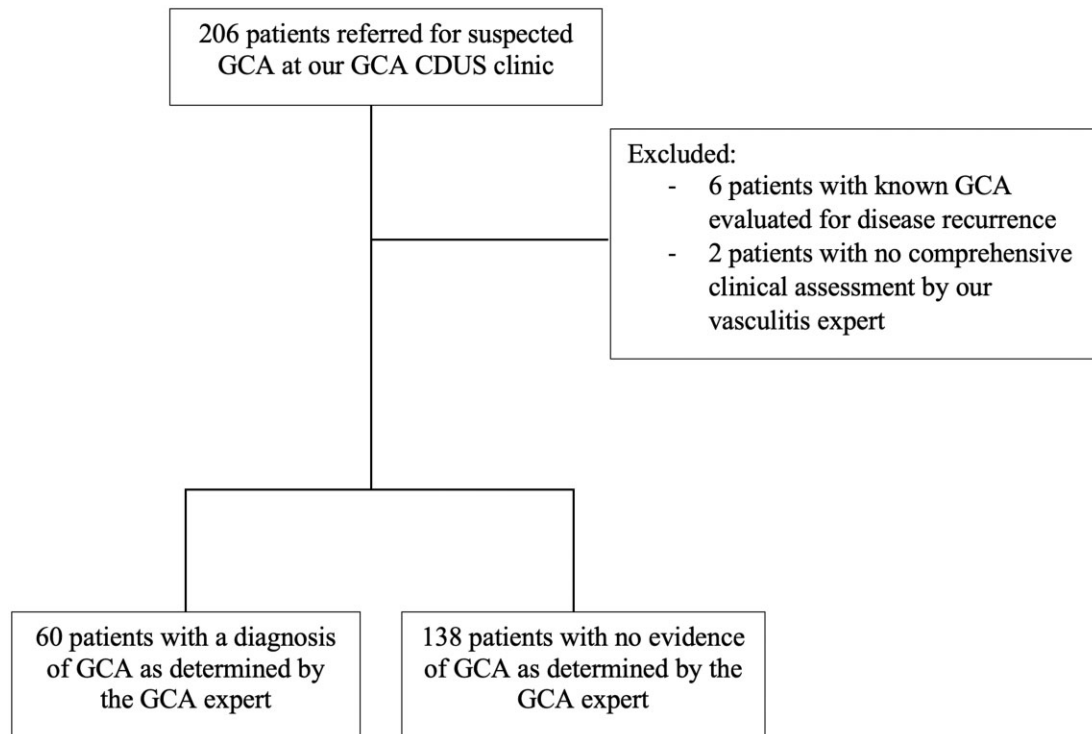 206 patients referred for suspected
GCA at our GCA CDUS clinic
Excluded:
- 6 patients with known GCA
evaluated for disease recurrence
- 2 patients with no comprehensive
clinical assessment by our
vasculitis expert
60 patients with a diagnosis
of GCA as determined by
the GCA expert
138 patients with no evidence
of GCA as determined by the
GCA expert